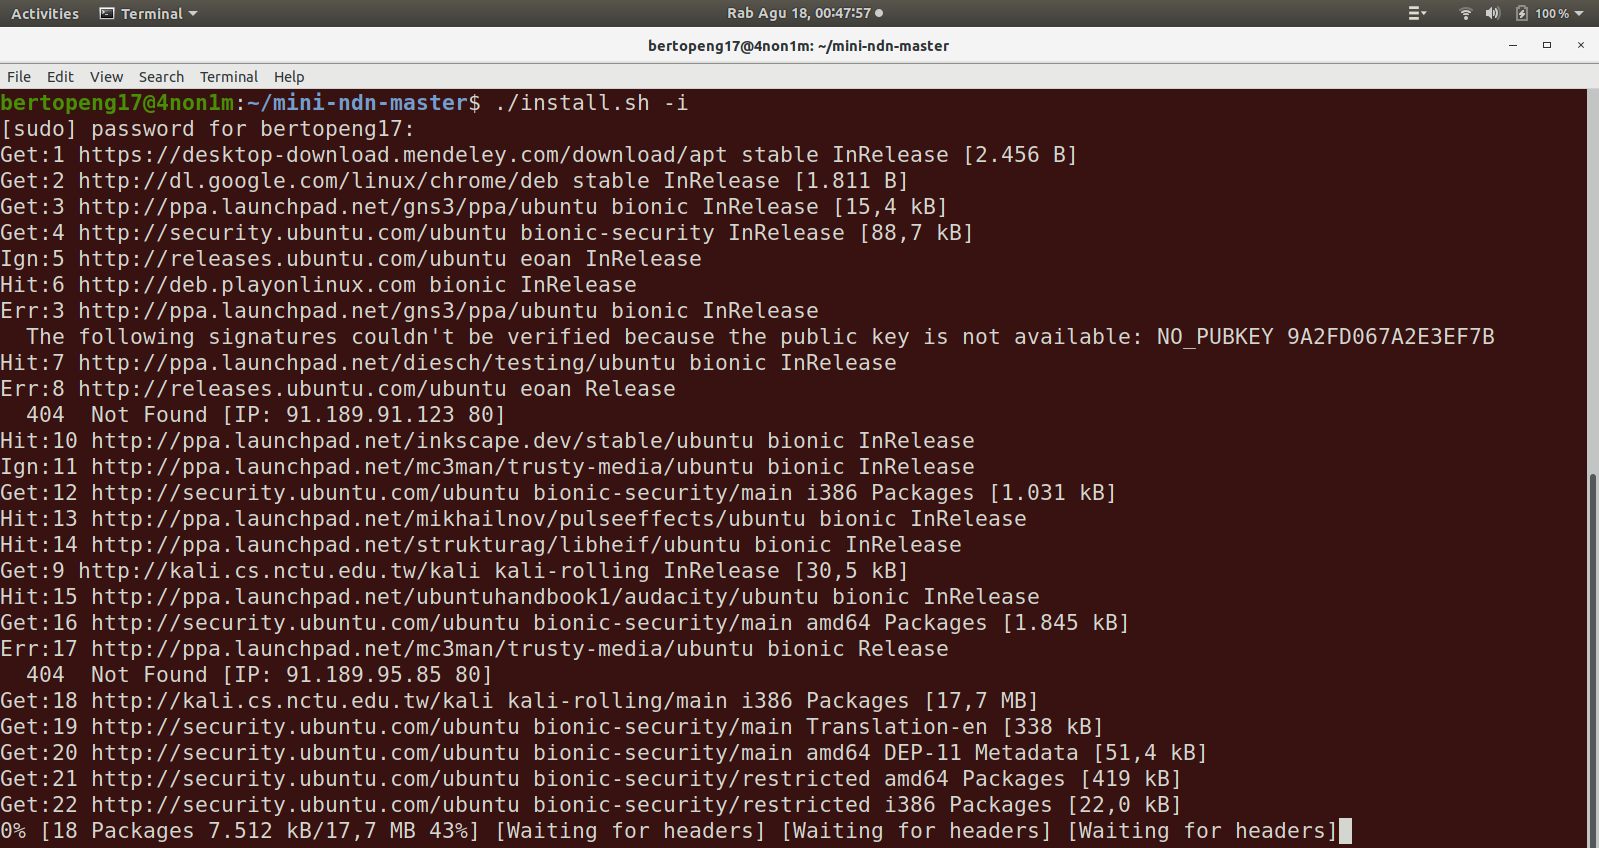 Activities Terminal Rab Agu 18, 00:47:57 100 %
bertopeng17@4non1m: ~/mini-ndn-master
File Edit View Search Terminal Help
bertopeng17@4non1m:~/mini-ndn-master$ ./install.sh -i
[sudo] password for bertopeng17:
Get:1 https://desktop-download.mendeley.com/download/apt stable InRelease [2.456 B]
Get:2 http://dl.google.com/linux/chrome/deb stable InRelease [1.811 B]
Get:3 http://ppa.launchpad.net/gns3/ppa/ubuntu bionic InRelease [15,4 kB]
Get:4 http://security.ubuntu.com/ubuntu bionic-security InRelease [88,7 kB]
Ign:5 http://releases.ubuntu.com/ubuntu eoan InRelease
Hit:6 http://deb.playonlinux.com bionic InRelease
Err:3 http://ppa.launchpad.net/gns3/ppa/ubuntu bionic InRelease
  The following signatures couldn't be verified because the public key is not available: NO_PUBKEY 9A2FD067A2E3EF7B
Hit:7 http://ppa.launchpad.net/diesch/testing/ubuntu bionic InRelease
Err:8 http://releases.ubuntu.com/ubuntu eoan Release
  404  Not Found [IP: 91.189.91.123 80]
Hit:10 http://ppa.launchpad.net/inkscape.dev/stable/ubuntu bionic InRelease
Ign:11 http://ppa.launchpad.net/mc3man/trusty-media/ubuntu bionic InRelease
Get:12 http://security.ubuntu.com/ubuntu bionic-security/main i386 Packages [1.031 kB]
Hit:13 http://ppa.launchpad.net/mikhailnov/pulseeffects/ubuntu bionic InRelease
Hit:14 http://ppa.launchpad.net/strukturag/libheif/ubuntu bionic InRelease
Get:9 http://kali.cs.nctu.edu.tw/kali kali-rolling InRelease [30,5 kB]
Hit:15 http://ppa.launchpad.net/ubuntuhandbook1/audacity/ubuntu bionic InRelease
Get:16 http://security.ubuntu.com/ubuntu bionic-security/main amd64 Packages [1.845 kB]
Err:17 http://ppa.launchpad.net/mc3man/trusty-media/ubuntu bionic Release
  404  Not Found [IP: 91.189.95.85 80]
Get:18 http://kali.cs.nctu.edu.tw/kali kali-rolling/main i386 Packages [17,7 MB]
Get:19 http://security.ubuntu.com/ubuntu bionic-security/main Translation-en [338 kB]
Get:20 http://security.ubuntu.com/ubuntu bionic-security/main amd64 DEP-11 Metadata [51,4 kB]
Get:21 http://security.ubuntu.com/ubuntu bionic-security/restricted amd64 Packages [419 kB]
Get:22 http://security.ubuntu.com/ubuntu bionic-security/restricted i386 Packages [22,0 kB]
0% [18 Packages 7.512 kB/17,7 MB 43%] [Waiting for headers] [Waiting for headers] [Waiting for headers]